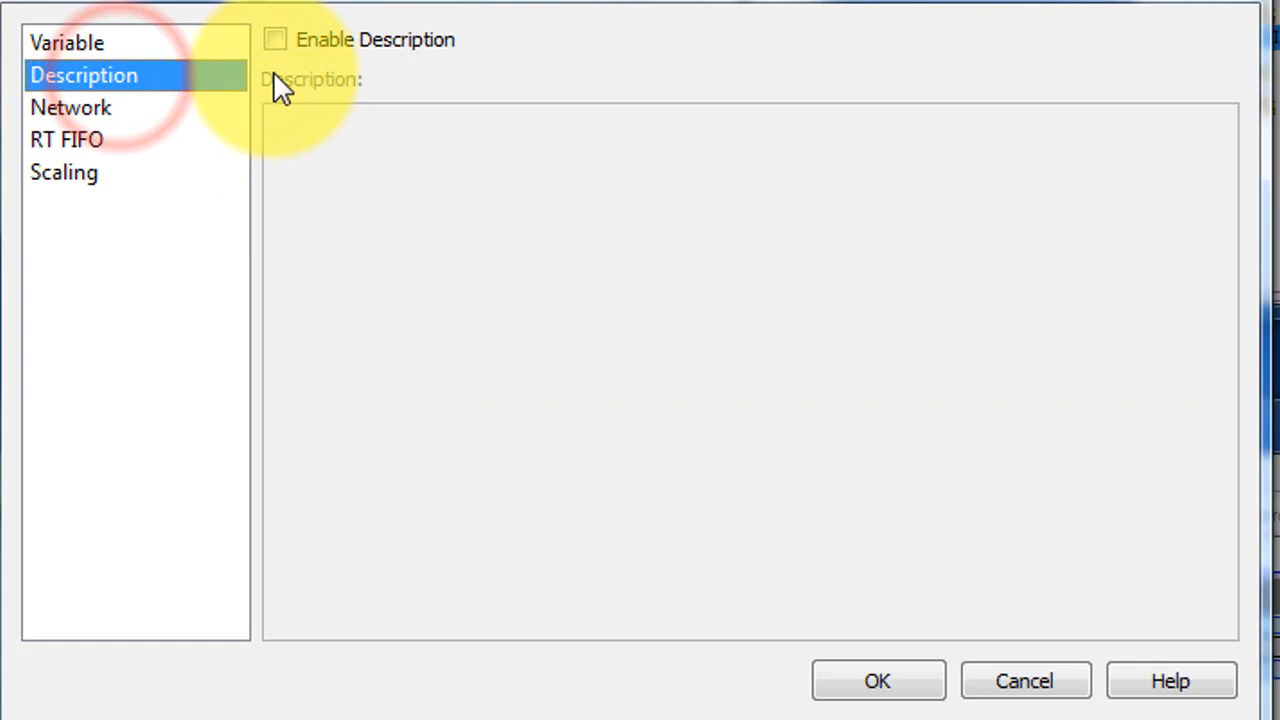 Variable
Description
Network
RT FIFO
Scaling
Enable Description
Description:
OK
Cancel
Help